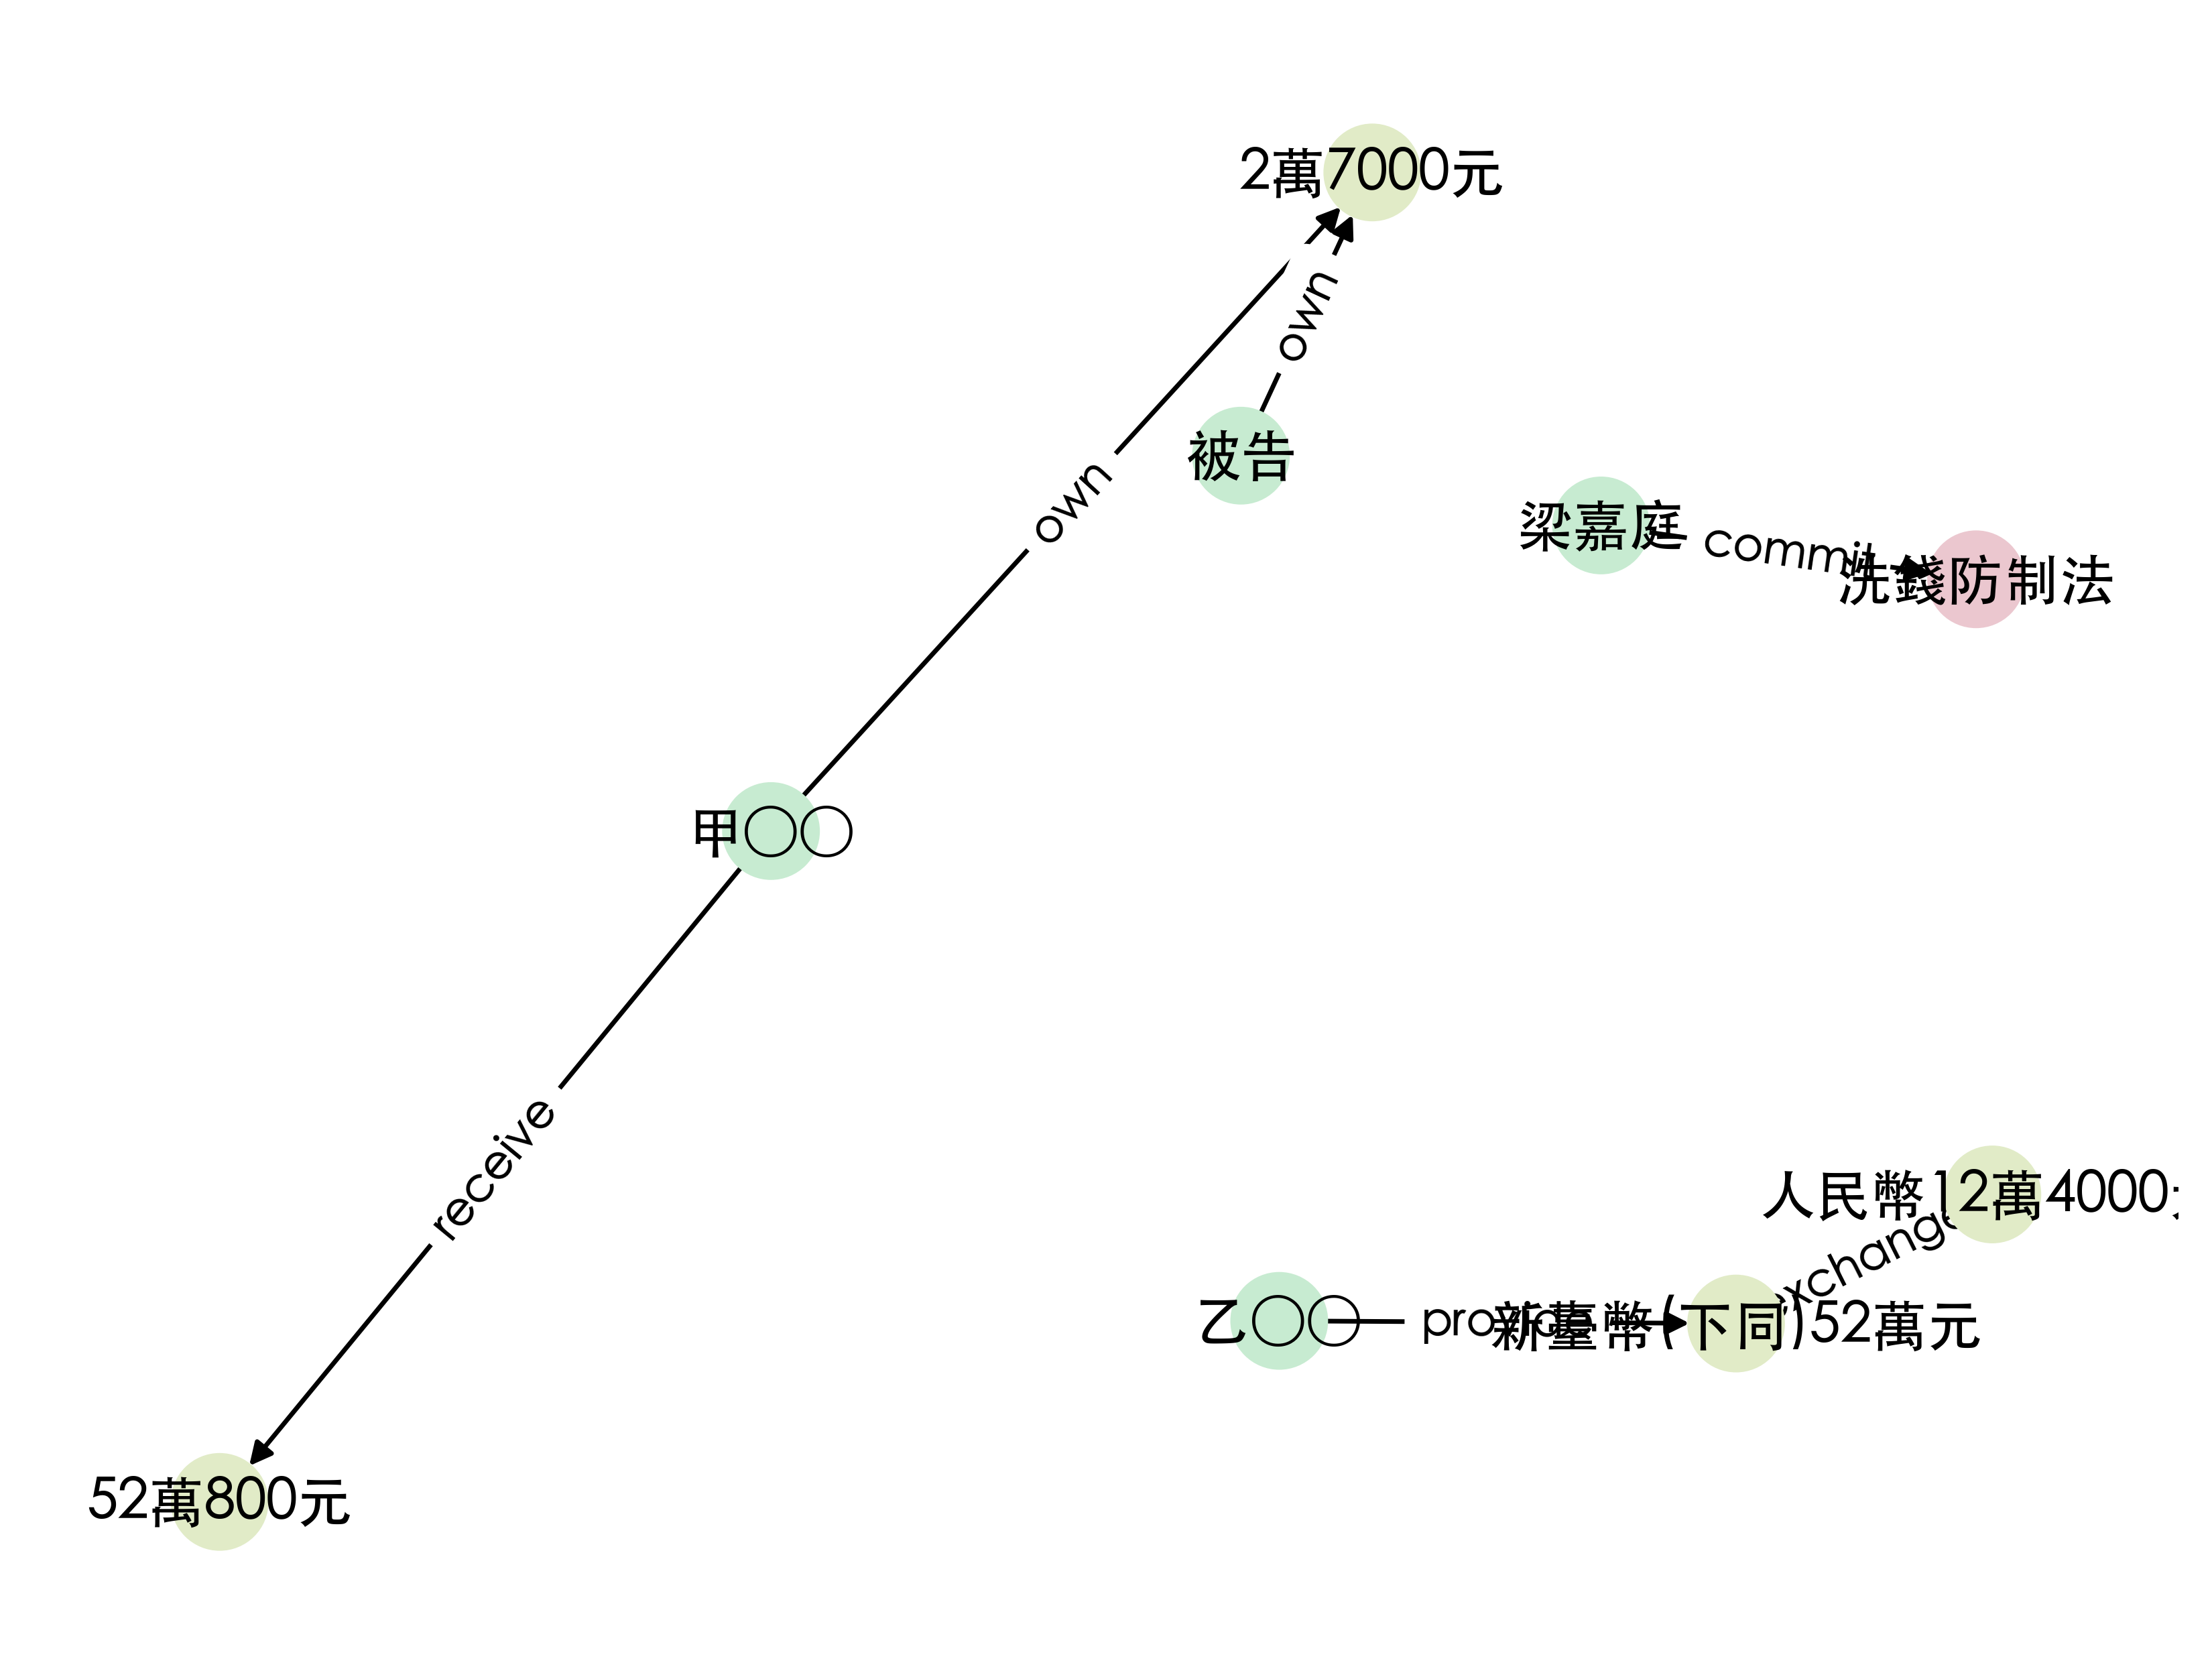 2萬7000元
own
被告
own
梁嘉庭
commit
洗錢防制法
甲〇〇
receive
人民幣12萬4000
乙〇〇
新臺幣(下同)52萬元
52萬800元